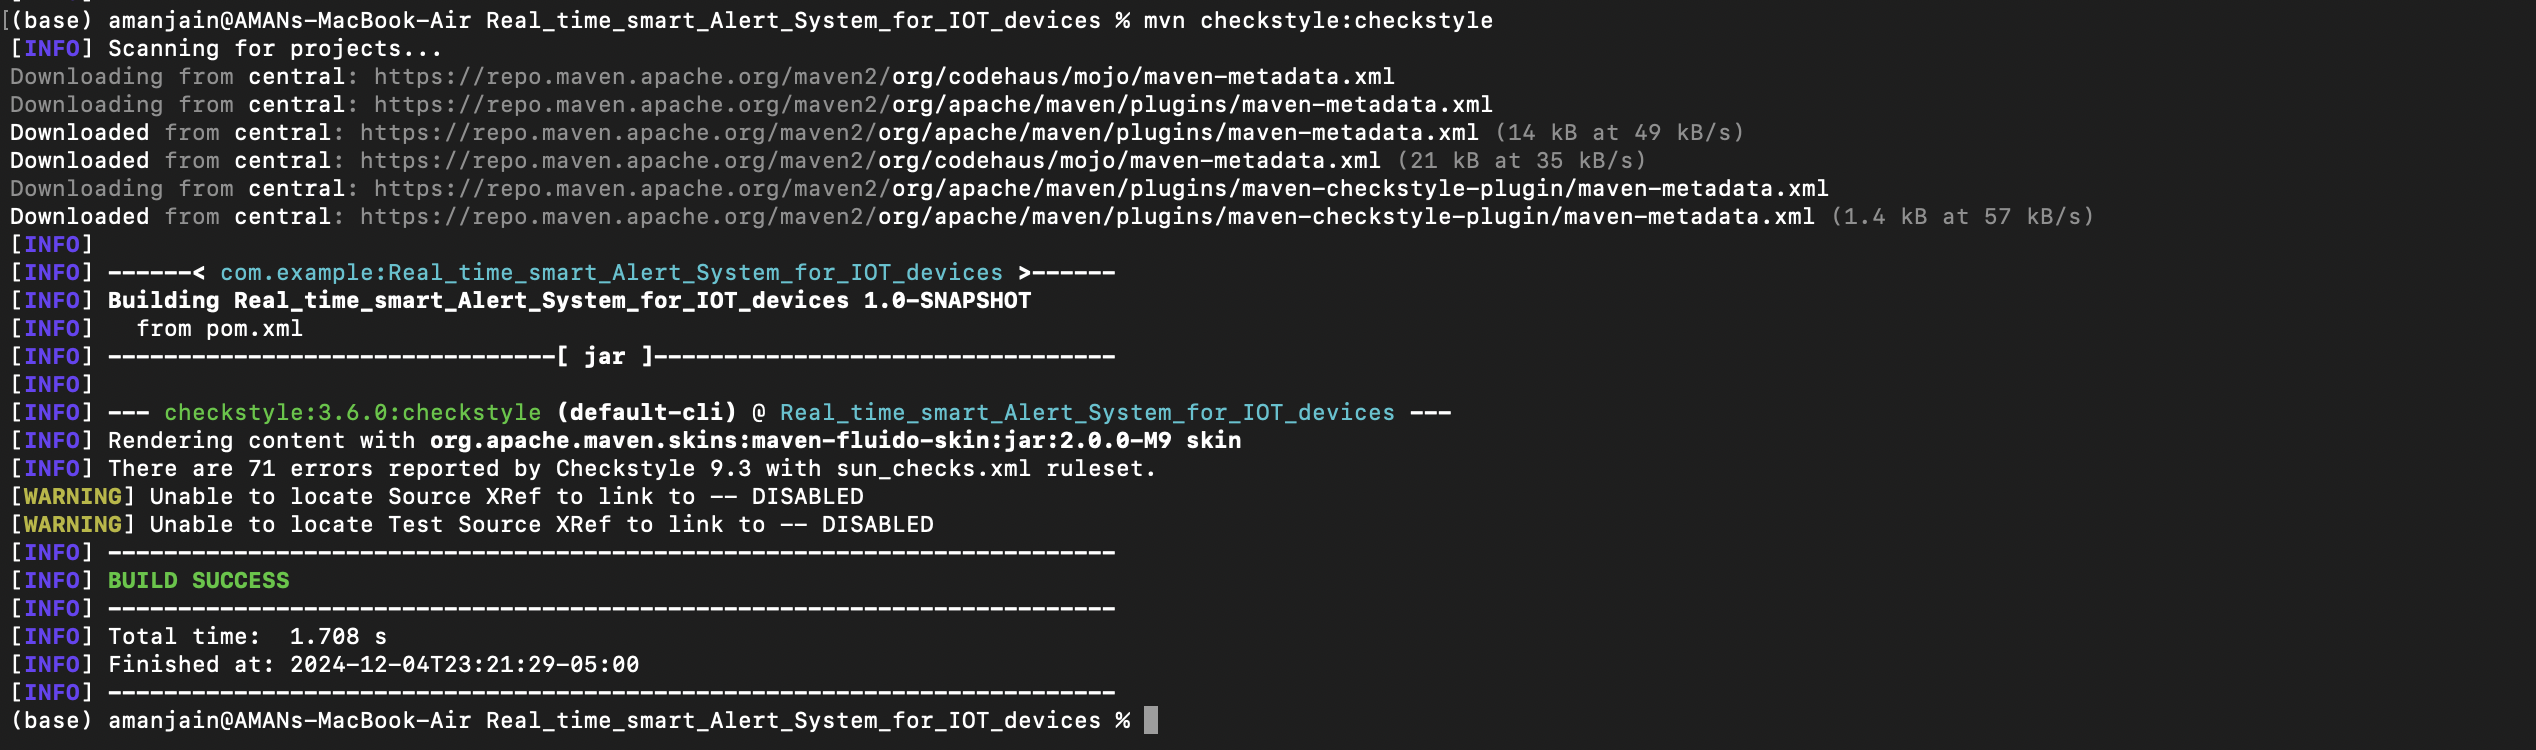 [(base) amanjain@AMANs-MacBook-Air Real_time_smart_Alert_System_for_IOT_devices % mvn checkstyle:checkstyle
[INFO] Scanning for projects...
Downloading from central: https://repo.maven.apache.org/maven2/org/codehaus/mojo/maven-metadata.xml
Downloading from central: https://repo.maven.apache.org/maven2/org/apache/maven/plugins/maven-metadata.xml
Downloaded from central: https://repo.maven.apache.org/maven2/org/apache/maven/plugins/maven-metadata.xml (14 kB at 49 kB/s)
Downloaded from central: https://repo.maven.apache.org/maven2/org/codehaus/mojo/maven-metadata.xml (21 kB at 35 kB/s)
Downloading from central: https://repo.maven.apache.org/maven2/org/apache/maven/plugins/maven-checkstyle-plugin/maven-metadata.xml
Downloaded from central: https://repo.maven.apache.org/maven2/org/apache/maven/plugins/maven-checkstyle-plugin/maven-metadata.xml (1.4 kB at 57 kB/s)
[INFO]
[INFO] ------< com.example:Real_time_smart_Alert_System_for_IOT_devices >------
[INFO] Building Real_time_smart_Alert_System_for_IOT_devices 1.0-SNAPSHOT
[INFO]   from pom.xml
[INFO] --------------------------------[ jar ]---------------------------------
[INFO]
[INFO] --- checkstyle:3.6.0:checkstyle (default-cli) @ Real_time_smart_Alert_System_for_IOT_devices ---
[INFO] Rendering content with org.apache.maven.skins:maven-fluido-skin:jar:2.0.0-M9 skin
[INFO] There are 71 errors reported by Checkstyle 9.3 with sun_checks.xml ruleset.
[WARNING] Unable to locate Source XRef to link to -- DISABLED
[WARNING] Unable to locate Test Source XRef to link to -- DISABLED
[INFO] ------------------------------------------------------------------------
[INFO] BUILD SUCCESS
[INFO] ------------------------------------------------------------------------
[INFO] Total time:  1.708 s
[INFO] Finished at: 2024-12-04T23:21:29-05:00
[INFO] ------------------------------------------------------------------------
(base) amanjain@AMANs-MacBook-Air Real_time_smart_Alert_System_for_IOT_devices %